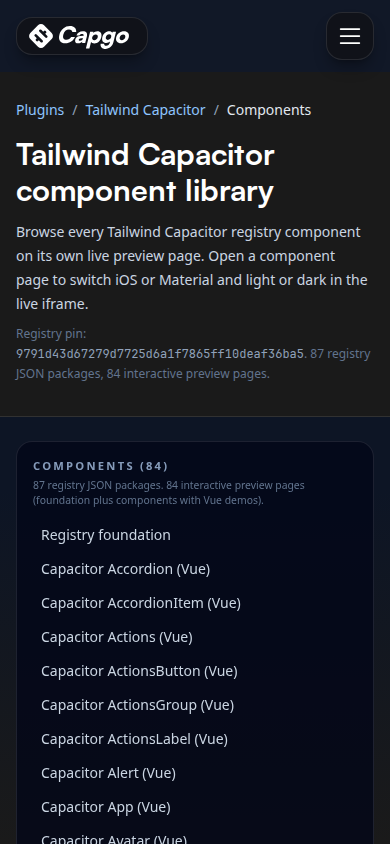 Capgo
Plugins / Tailwind Capacitor / Components
Tailwind Capacitor
component library
Browse every Tailwind Capacitor registry component
on its own live preview page. Open a component
page to switch iOS or Material and light or dark in the
live iframe.
Registry pin:
9791d43d67279d7725d6a1f7865ff10deaf36ba5. 87 registry
JSON packages, 84 interactive preview pages.
COMPONENTS (84)
87 registry JSON packages. 84 interactive preview pages
(foundation plus components with Vue demos).
Registry foundation
Capacitor Accordion (Vue)
Capacitor AccordionItem (Vue)
Capacitor Actions (Vue)
Capacitor ActionsButton (Vue)
Capacitor ActionsGroup (Vue)
Capacitor ActionsLabel (Vue)
Capacitor Alert (Vue)
Capacitor App (Vue)
Capacitor Avatar (Vue)